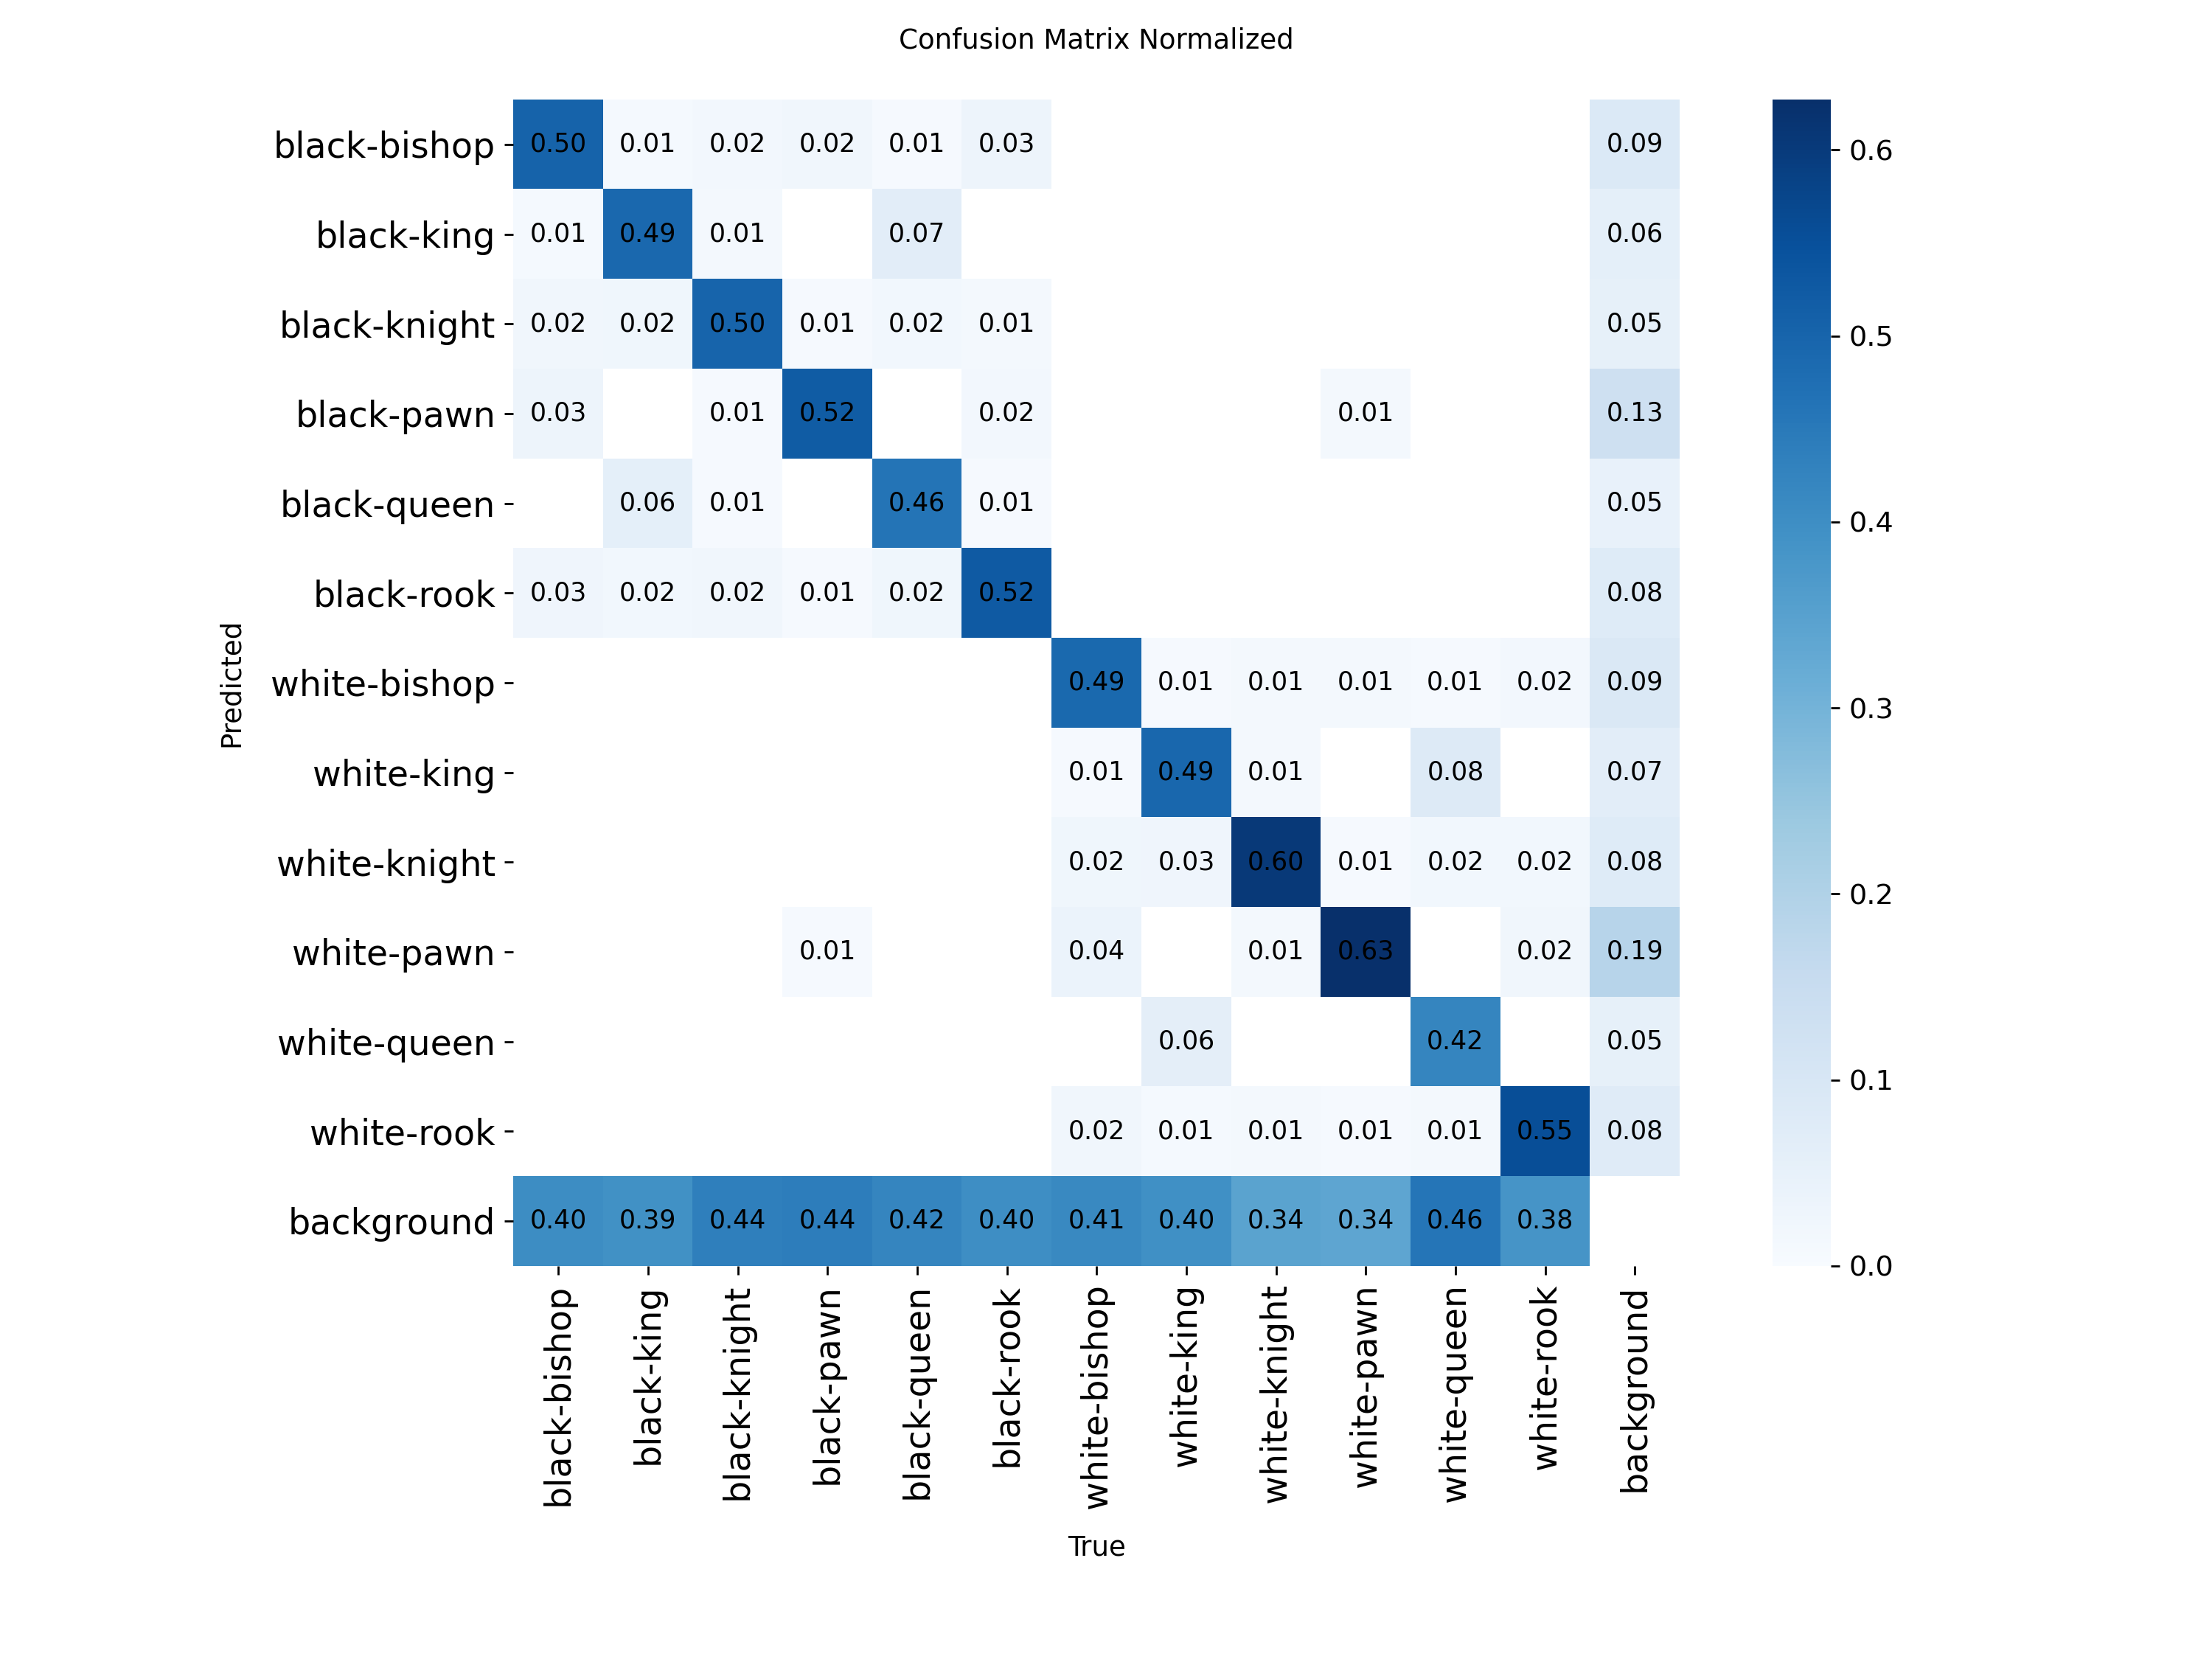 Confusion Matrix Normalized
black-bishop 0.50 0.01 0.02 0.02 0.01 0.03 0.09
black-king 0.01 0.49 0.01 0.07 0.06
black-knight 0.02 0.02 0.50 0.01 0.02 0.01 0.05
black-pawn 0.03 0.01 0.52 0.02 0.01 0.13
black-queen 0.06 0.01 0.46 0.01 0.05
black-rook 0.03 0.02 0.02 0.01 0.02 0.52 0.08
white-bishop 0.49 0.01 0.01 0.01 0.01 0.02 0.09
white-king 0.01 0.49 0.01 0.08 0.07
white-knight 0.02 0.03 0.60 0.01 0.02 0.02 0.08
white-pawn 0.01 0.04 0.01 0.63 0.02 0.19
white-queen 0.06 0.42 0.05
white-rook 0.02 0.01 0.01 0.01 0.01 0.55 0.08
background 0.40 0.39 0.44 0.44 0.42 0.40 0.41 0.40 0.34 0.34 0.46 0.38
Predicted
black-bishop
black-king
black-knight
black-pawn
black-queen
black-rook
white-bishop
white-king
white-knight
white-pawn
white-queen
white-rook
background
True
0.6
0.5
0.4
0.3
0.2
0.1
0.0